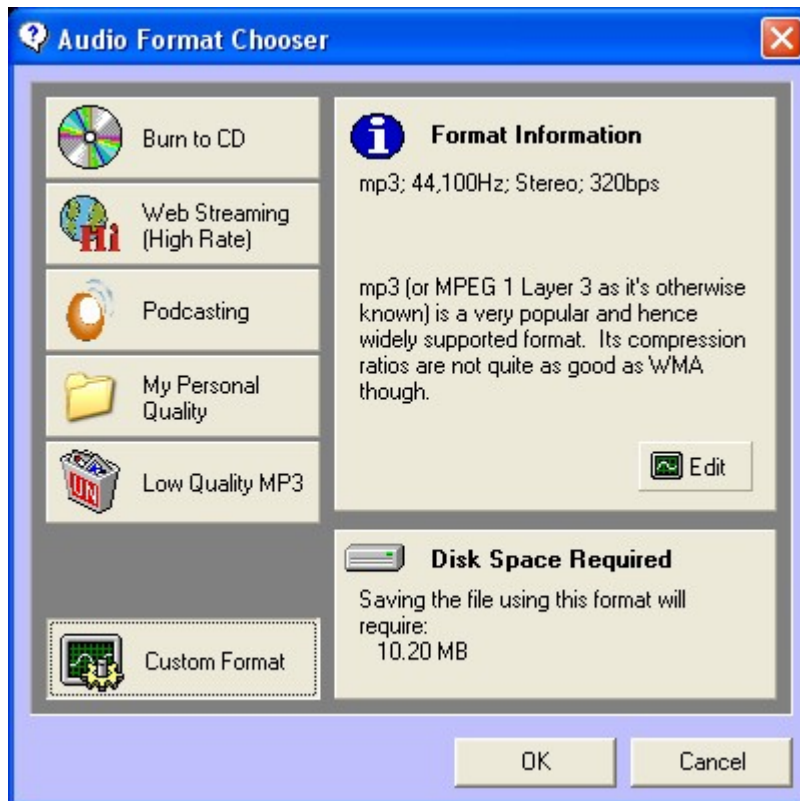 Audio Format Chooser
Burn to CD
Web Streaming
(High Rate)
Hi
Podcasting
My Personal
Quality
UN
Low Quality MP3
Custom Format
Format Information
mp3; 44,100Hz; Stereo; 320bps
mp3 (or MPEG 1 Layer 3 as it's otherwise
known) is a very popular and hence
widely supported format. Its compression
ratios are not quite as good as WMA
though.
Edit
Disk Space Required
Saving the file using this format will
require:
10.20 MB
OK
Cancel